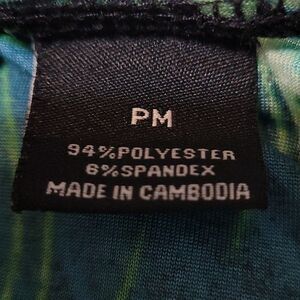 PM
94% POLYESTER
6% SPANDEX
MADE IN CAMBODIA